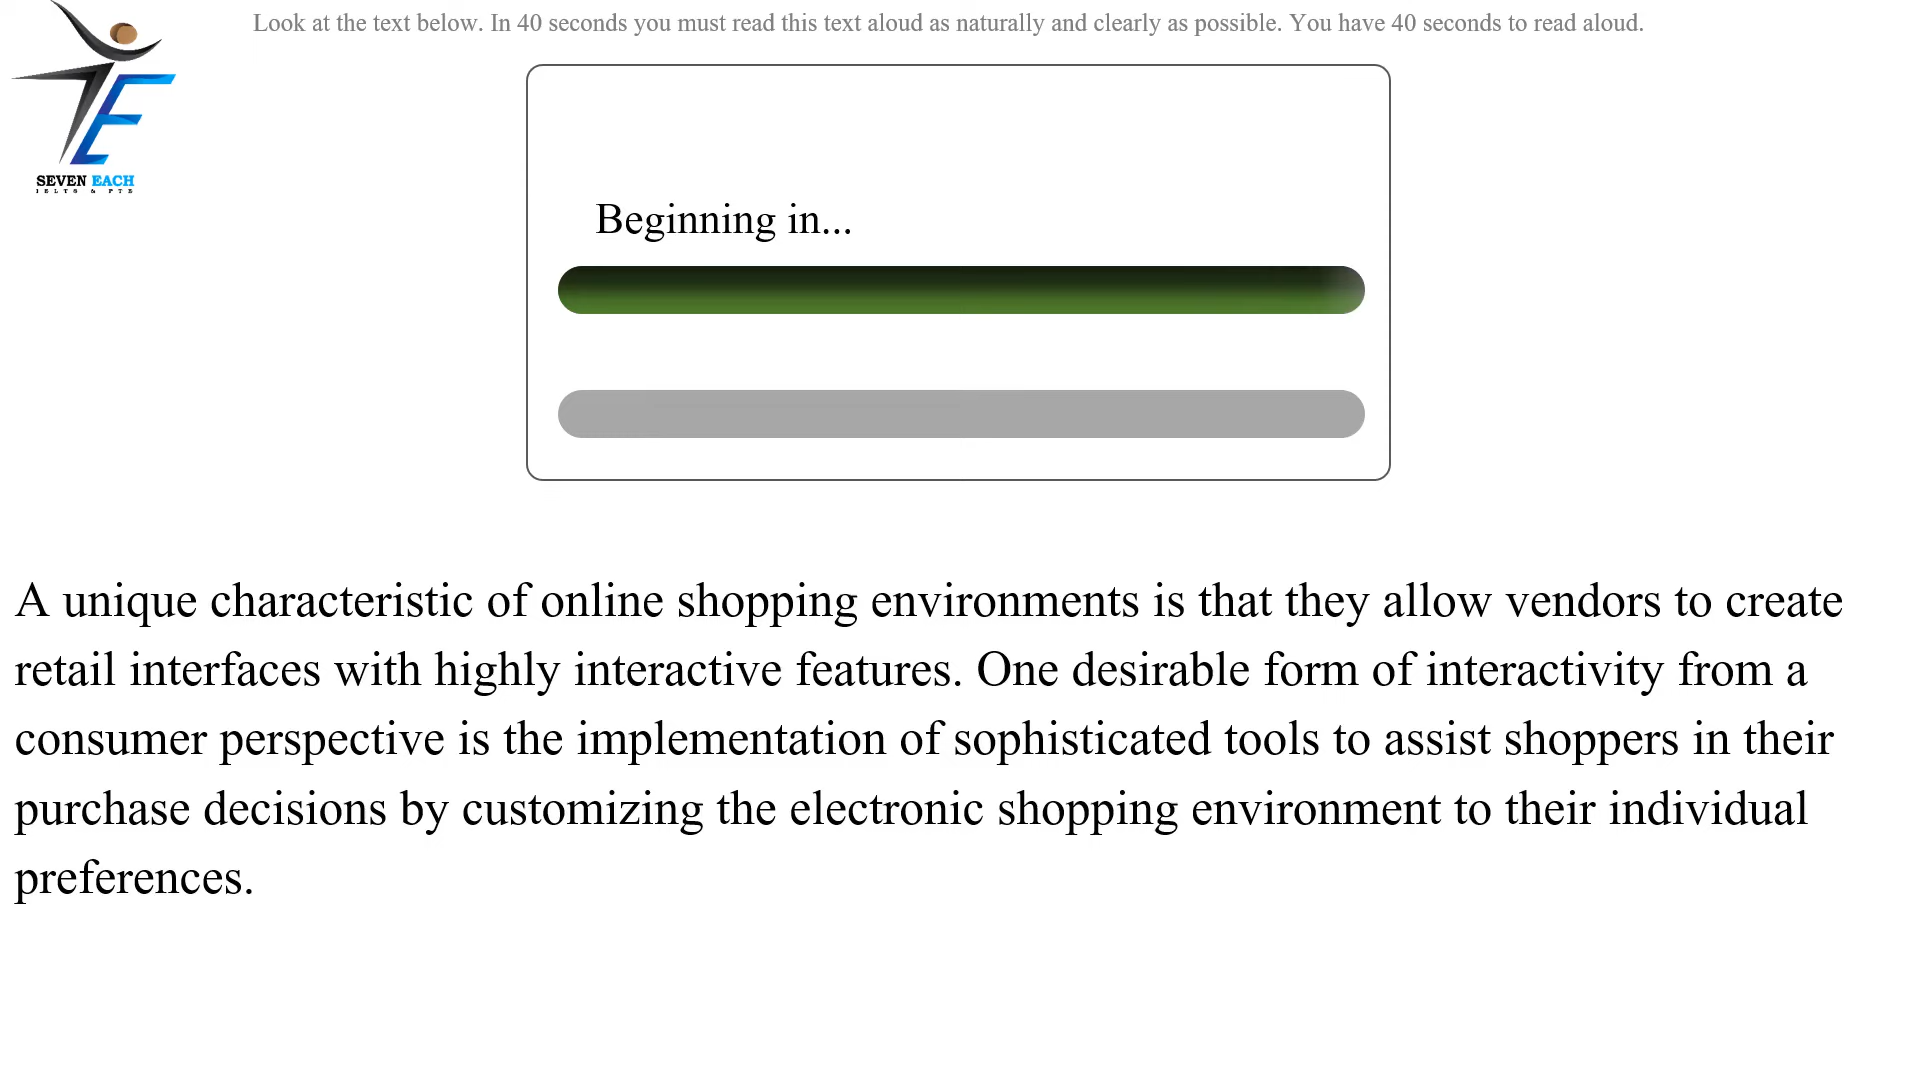 Look at the text below. In 40 seconds you must read this text aloud as naturally and clearly as possible. You have 40 seconds to read aloud.
SEVEN EACH
IELTS & PTE
Beginning in...
A unique characteristic of online shopping environments is that they allow vendors to create
retail interfaces with highly interactive features. One desirable form of interactivity from a
consumer perspective is the implementation of sophisticated tools to assist shoppers in their
purchase decisions by customizing the electronic shopping environment to their individual
preferences.